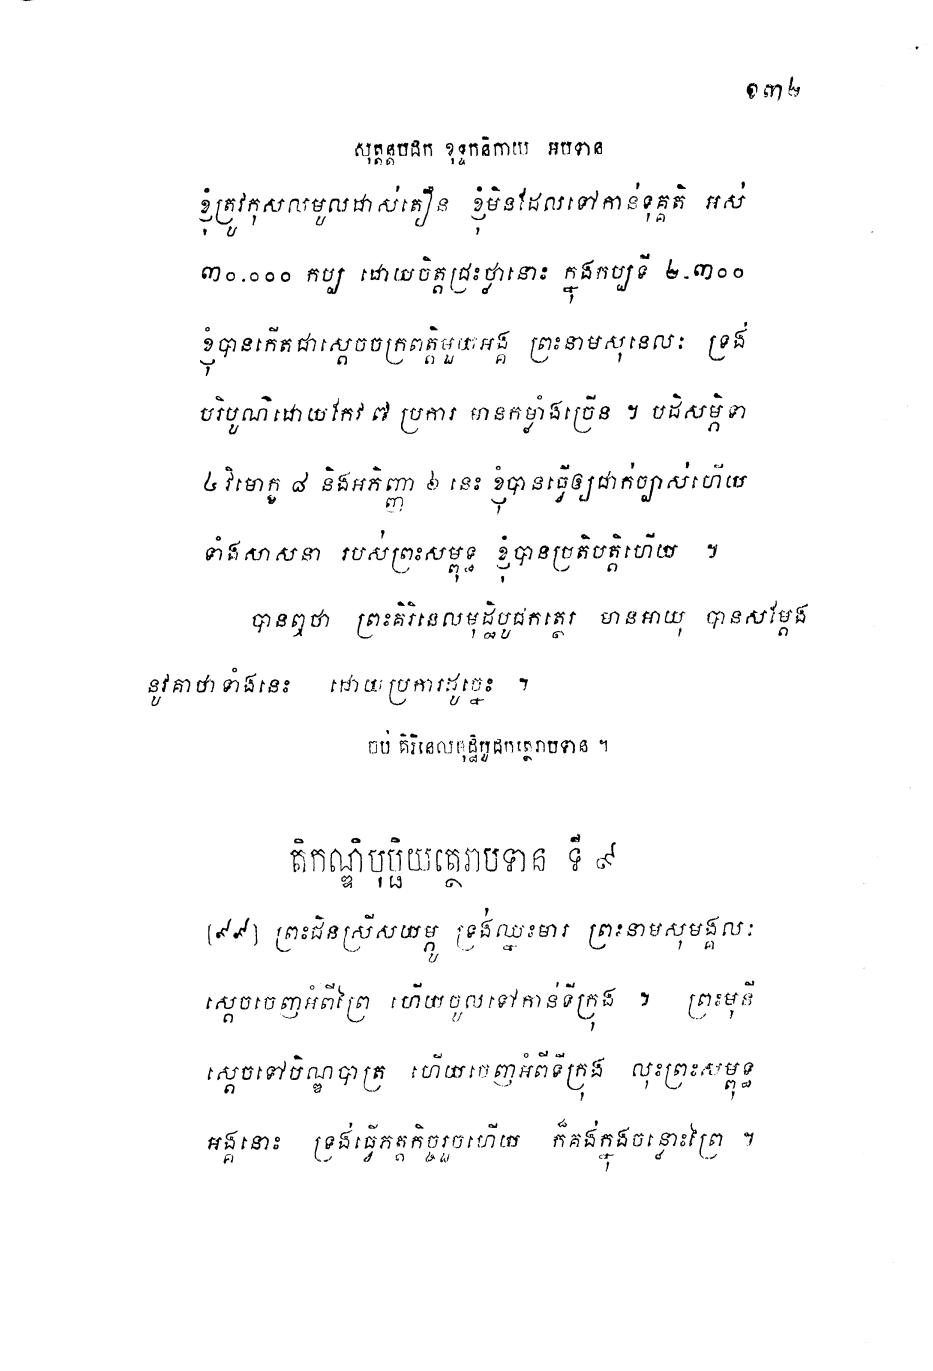 ១៣២
សុត្តន្តបិដក ខុទ្ទកនិកាយ អបទាន
ខ្ញុំត្រូវកុសលមូលដាស់តឿន ខ្ញុំមិនដែលទៅកាន់ទុគ្គតិ អស់
៣០.០០០ កប្ប ដោយចិត្តជ្រះថ្លានោះ ក្នុងកប្បទី ២.៣០០
ខ្ញុំបានកើតជាស្តេចចក្រពត្តិមួយអង្គ ព្រះនាមសុនេលៈ ទ្រង់
បរិបូណ៌ដោយកែវ ៧ ប្រការ មានកម្លាំងច្រើន ។ បដិសម្ភិទា
៤ វិមោក្ខ ៨ និងអភិញ្ញា ៦ នេះ ខ្ញុំបានធ្វើឲ្យជាក់ច្បាស់ហើយ
ទាំងសាសនា របស់ព្រះសម្ពុទ្ធ ខ្ញុំបានប្រតិបត្តិហើយ ។
បានឮថា ព្រះគិរិនេលមុដ្ឋិបូជកត្ថេរ មានអាយុ បានសម្តែង
នូវគាថាទាំងនេះ ដោយប្រការដូច្នេះ ។
ចប់ គិរិនេលមុដ្ឋិបូជកត្ថេរាបទាន ។
តិកណ្ឌិបុប្ផិយត្ថេរាបទាន ទី ៩
[៩៩] ព្រះជិនស្រីសយម្ភូ ទ្រង់ឈ្នះមារ ព្រះនាមសុមង្គលៈ
ស្តេចចេញអំពីព្រៃ ហើយចូលទៅកាន់ទីក្រុង ។ ព្រះមុនី
ស្តេចទៅបិណ្ឌបាត្រ ហើយចេញអំពីទីក្រុង លុះព្រះសម្ពុទ្ធ
អង្គនោះ ទ្រង់ធ្វើភត្តកិច្ចរួចហើយ ក៏គង់ក្នុងចន្លោះព្រៃ ។